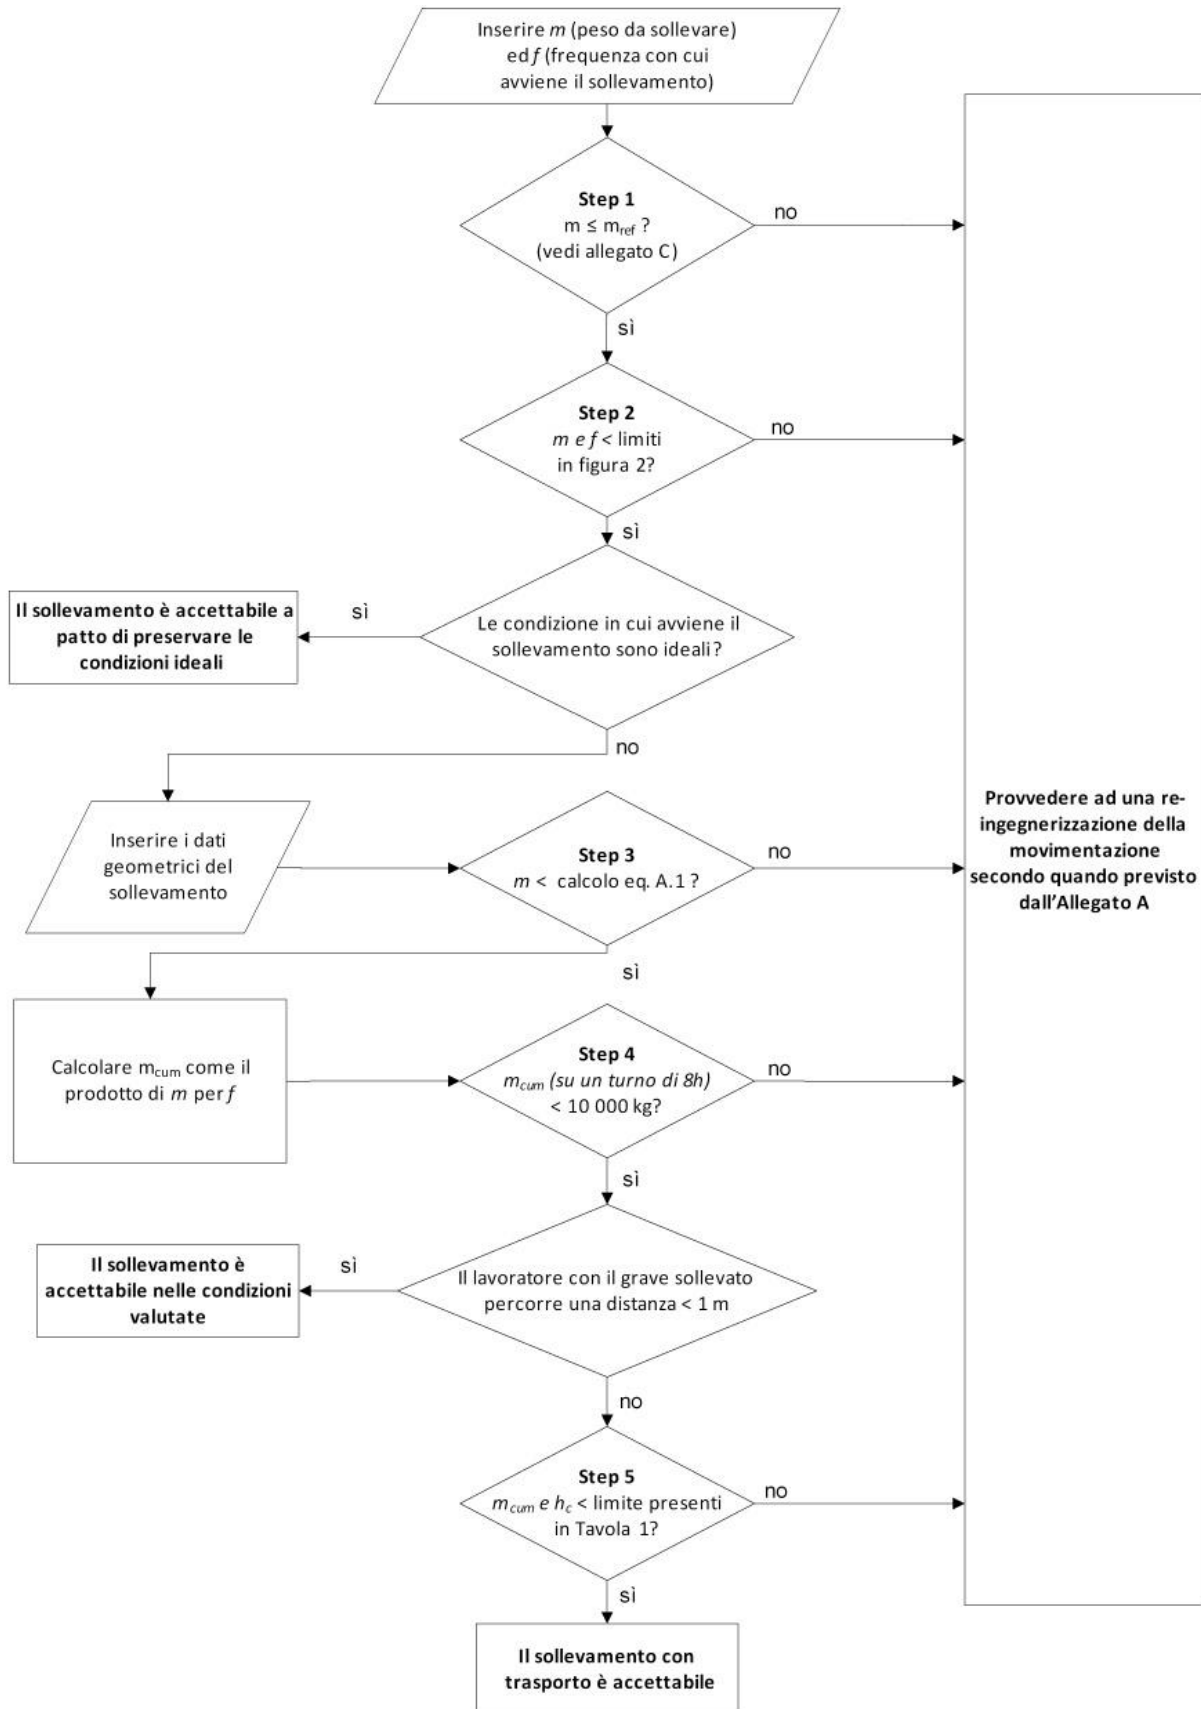 Inserire m (peso da sollevare)
ed f (frequenza con cui
avviene il sollevamento)
Step 1
m ≤ mref ?
(vedi allegato C)
no
sì
Step 2
m e f < limiti
in figura 2?
no
sì
Il sollevamento è accettabile a
patto di preservare le
condizioni ideali
sì
Le condizione in cui avviene il
sollevamento sono ideali?
no
Inserire i dati
geometrici del
sollevamento
Step 3
m < calcolo eq. A.1 ?
no
sì
Provvedere ad una re-
ingegnerizzazione della
movimentazione
secondo quando previsto
dall'Allegato A
Calcolare mcum come il
prodotto di m per f
Step 4
mcum (su un turno di 8h)
< 10 000 kg?
no
sì
Il sollevamento è
accettabile nelle condizioni
valutate
sì
Il lavoratore con il grave sollevato
percorre una distanza < 1 m
no
Step 5
mcum e hc < limite presenti
in Tavola 1?
no
sì
Il sollevamento con
trasporto è accettabile